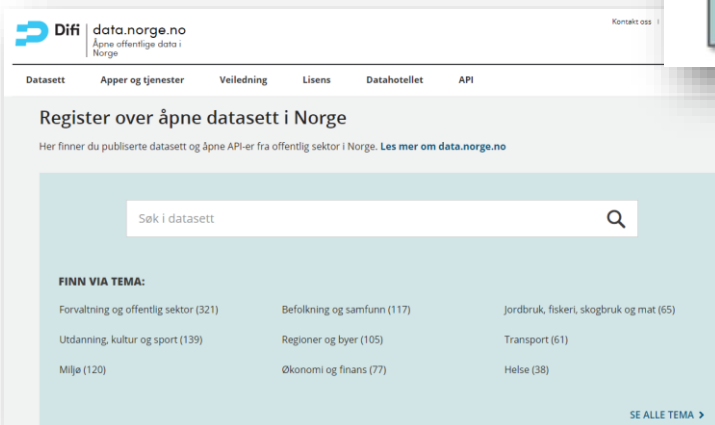 Difi
data.norge.no
Åpne offentlige data i
Norge
Kontakt oss
Datasett Apper og tjenester Veiledning Lisens Datahotellet API
Register over åpne datasett i Norge
Her finner du publiserte datasett og åpne API-er fra offentlig sektor i Norge. Les mer om data.norge.no
Søk i datasett
FINN VIA TEMA:
Forvaltning og offentlig sektor (321) Befolkning og samfunn (117) Jordbruk, fiskeri, skogbruk og mat (65)
Utdanning, kultur og sport (139) Regioner og byer (105) Transport (61)
Miljø (120) Økonomi og finans (77) Helse (38)
SE ALLE TEMA